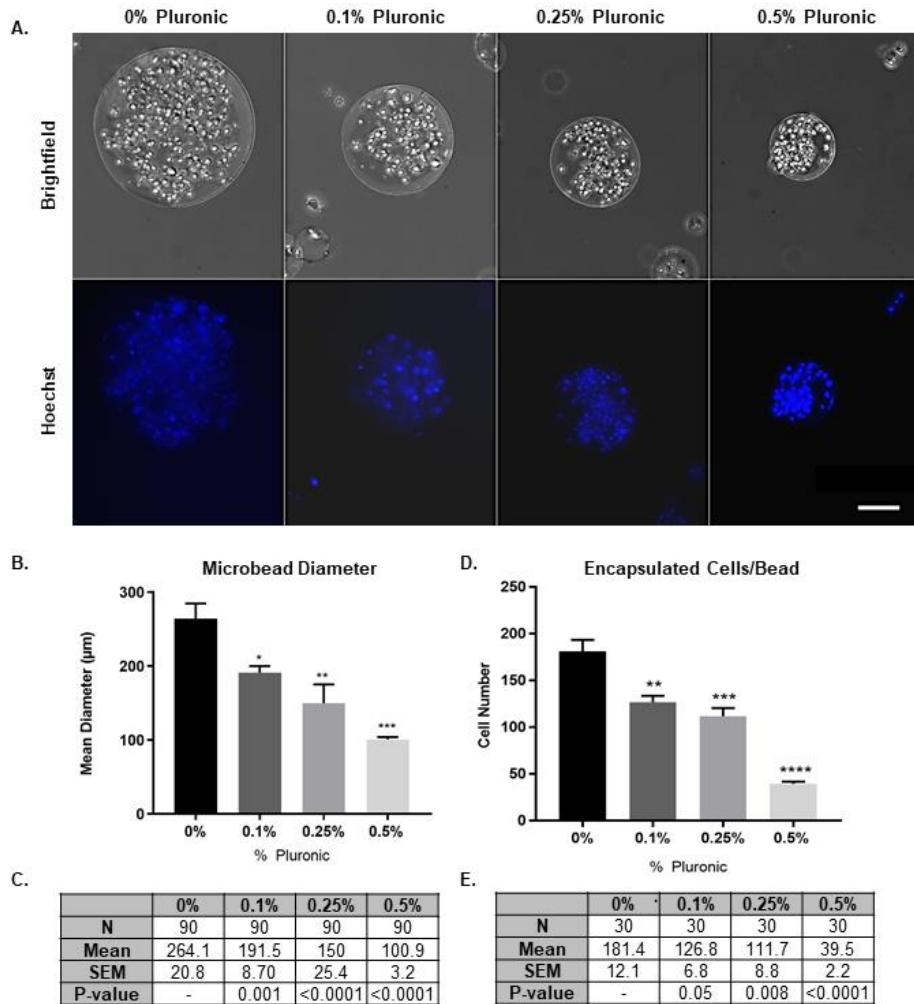 0% Pluronic 0.1% Pluronic 0.25% Pluronic 0.5% Pluronic
A.
Brightfield
Hoechst
B.
Microbead Diameter
Mean Diameter (µm)
300
200
100
0
* ** ***
0% 0.1% 0.25% 0.5%
% Pluronic
D.
Encapsulated Cells/Bead
Cell Number
250
200
150
100
50
0
** *** ****
0% 0.1% 0.25% 0.5%
% Pluronic
C.
0% 0.1% 0.25% 0.5%
N 90 90 90 90
Mean 264.1 191.5 150 100.9
SEM 20.8 8.70 25.4 3.2
P-value - 0.001 <0.0001 <0.0001
E.
0% 0.1% 0.25% 0.5%
N 30 30 30 30
Mean 181.4 126.8 111.7 39.5
SEM 12.1 6.8 8.8 2.2
P-value - 0.05 0.008 <0.0001